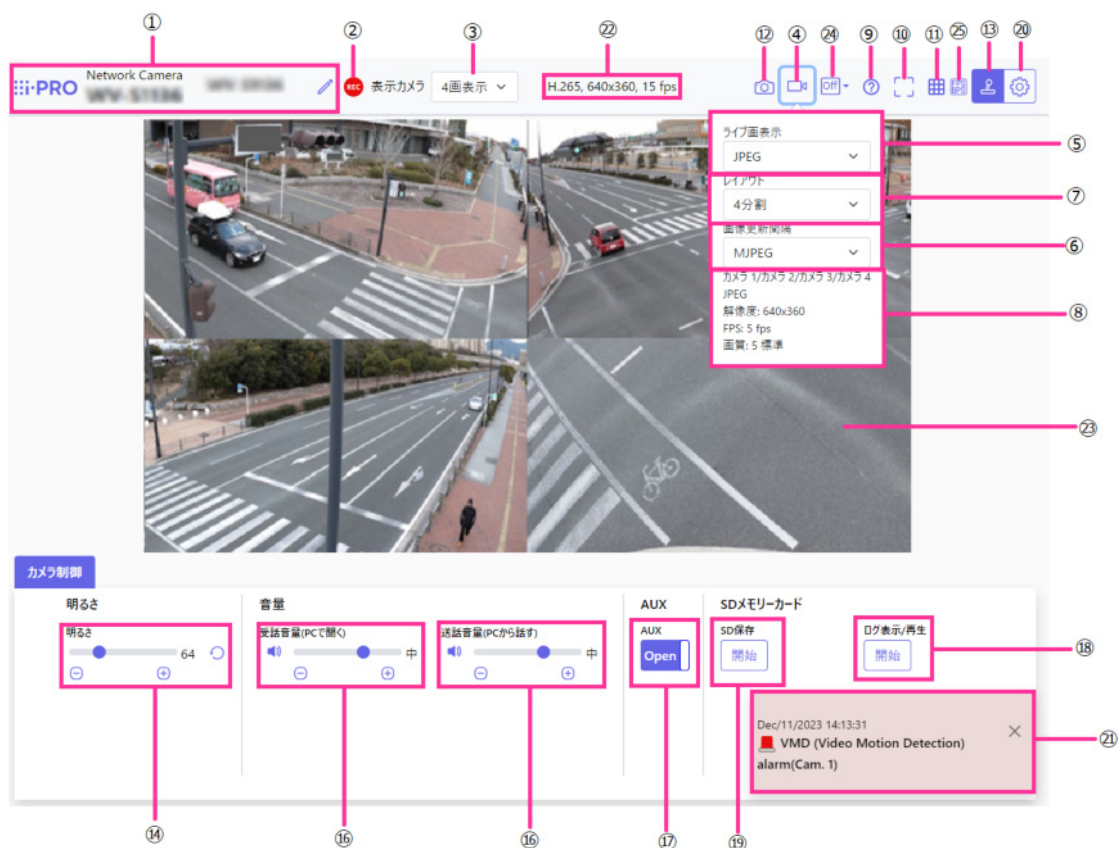 ① ② ③ ㉒ ⑫ ④ ㉔ ⑨ ⑩ ⑪ ㉕ ⑬ ⑳
i-PRO Network Camera
REC 表示カメラ 4画表示 H.265, 640x360, 15 fps Off
ライブ画表示
JPEG
⑤
レイアウト
4分割
⑦
画像更新間隔
MJPEG
⑥
カメラ 1/カメラ 2/カメラ 3/カメラ 4
JPEG
解像度: 640x360
FPS: 5 fps
画質: 5 標準
⑧
㉓
カメラ制御
明るさ 音量 AUX SDメモリーカード
明るさ 受話音量(PCで聞く) 送話音量(PCから話す) AUX SD保存 ログ表示/再生
64 中 中 Open 開始 開始
⑱
Dec/11/2023 14:13:31
VMD (Video Motion Detection)
alarm(Cam. 1)
㉑
⑭ ⑯ ⑯ ⑰ ⑲